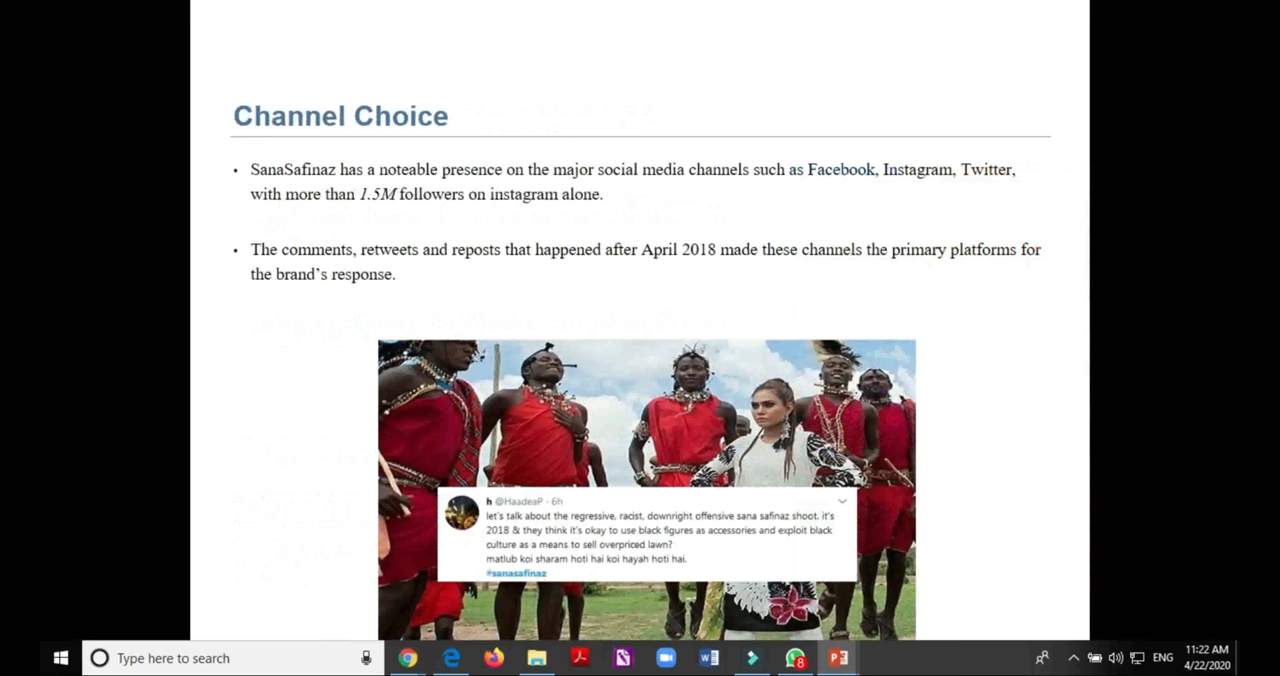 Channel Choice
• SanaSafinaz has a noteable presence on the major social media channels such as Facebook, Instagram, Twitter,
with more than 1.5M followers on instagram alone.
• The comments, retweets and reposts that happened after April 2018 made these channels the primary platforms for
the brand’s response.
h @HaadeaP · 6h
let's talk about the regressive, racist, downright offensive sana safinaz shoot. it's
2018 & they think it's okay to use black figures as accessories and exploit black
culture as a means to sell overpriced lawn?
matlub koi sharam hoti hai koi hayah hoti hai.
#sanasafinaz
Type here to search
8
ENG
11:22 AM
4/22/2020